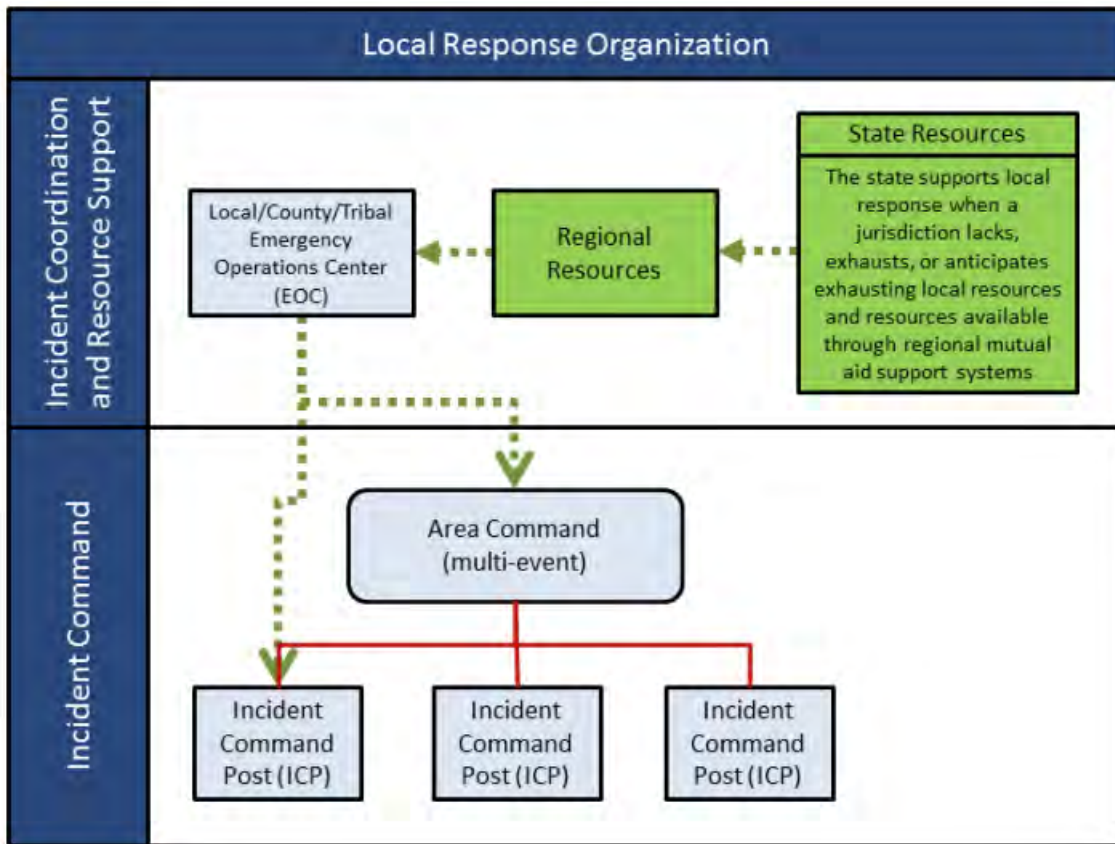 Local Response Organization
Incident Coordination
and Resource Support
Local/County/Tribal
Emergency
Operations Center
(EOC)
Regional
Resources
State Resources
The state supports local
response when a
jurisdiction lacks,
exhausts, or anticipates
exhausting local resources
and resources available
through regional mutual
aid support systems
Incident Command
Area Command
(multi-event)
Incident
Command
Post (ICP)
Incident
Command
Post (ICP)
Incident
Command
Post (ICP)